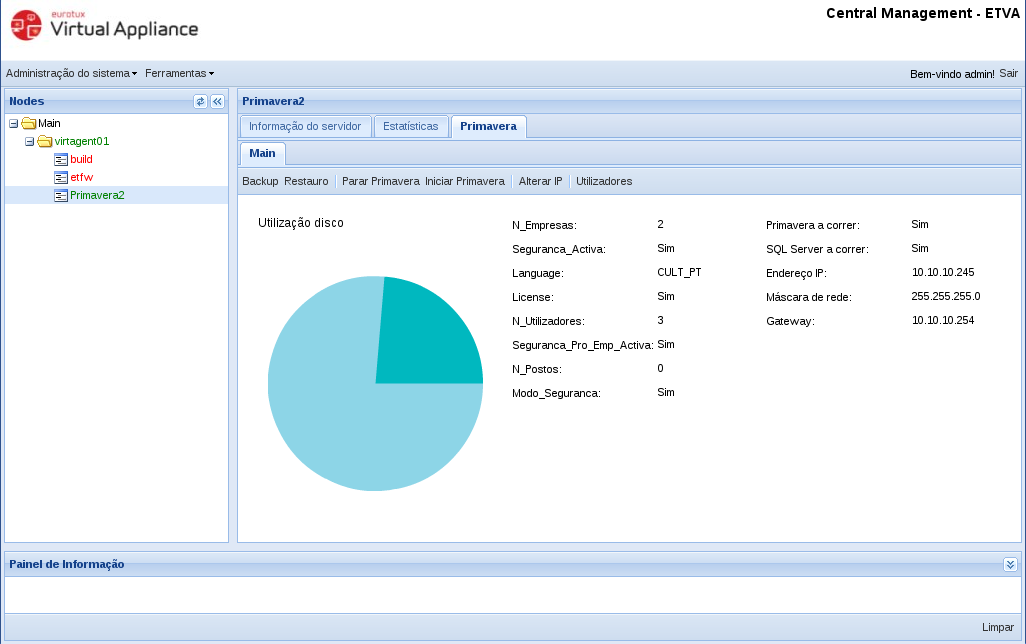 eurotux
Virtual Appliance
Central Management - ETVA
Administração do sistema Ferramentas
Bem-vindo admin! Sair
Nodes
Main
virtagent01
build
etfw
Primavera2
Primavera2
Informação do servidor Estatísticas Primavera
Main
Backup Restauro Parar Primavera Iniciar Primavera Alterar IP Utilizadores
Utilização disco
N_Empresas: 2
Seguranca_Activa: Sim
Language: CULT_PT
License: Sim
N_Utilizadores: 3
Seguranca_Pro_Emp_Activa: Sim
N_Postos: 0
Modo_Seguranca: Sim
Primavera a correr: Sim
SQL Server a correr: Sim
Endereço IP: 10.10.10.245
Máscara de rede: 255.255.255.0
Gateway: 10.10.10.254
Painel de Informação
Limpar